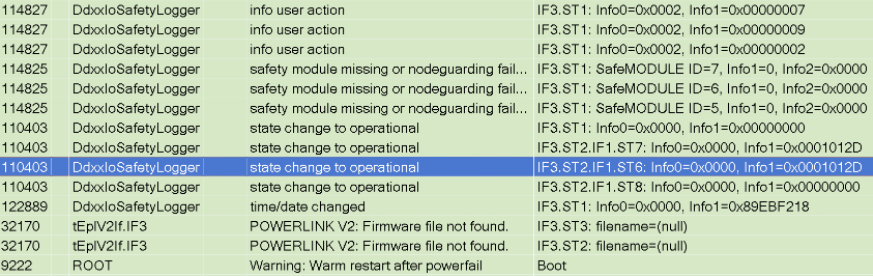 114827 DdxxIoSafetyLogger info user action IF3.ST1: Info0=0x0002, Info1=0x00000007
114827 DdxxIoSafetyLogger info user action IF3.ST1: Info0=0x0002, Info1=0x00000009
114827 DdxxIoSafetyLogger info user action IF3.ST1: Info0=0x0002, Info1=0x00000002
114825 DdxxIoSafetyLogger safety module missing or nodeguarding fail... IF3.ST1: SafeMODULE ID=7, Info1=0, Info2=0x0000
114825 DdxxIoSafetyLogger safety module missing or nodeguarding fail... IF3.ST1: SafeMODULE ID=6, Info1=0, Info2=0x0000
114825 DdxxIoSafetyLogger safety module missing or nodeguarding fail... IF3.ST1: SafeMODULE ID=5, Info1=0, Info2=0x0000
110403 DdxxIoSafetyLogger state change to operational IF3.ST1: Info0=0x0000, Info1=0x00000000
110403 DdxxIoSafetyLogger state change to operational IF3.ST2.IF1.ST7: Info0=0x0000, Info1=0x0001012D
110403 DdxxIoSafetyLogger state change to operational IF3.ST2.IF1.ST6: Info0=0x0000, Info1=0x0001012D
110403 DdxxIoSafetyLogger state change to operational IF3.ST2.IF1.ST8: Info0=0x0000, Info1=0x00000000
122889 DdxxIoSafetyLogger time/date changed IF3.ST1: Info0=0x0000, Info1=0x89EBF218
32170 tEplV2If.IF3 POWERLINK V2: Firmware file not found. IF3.ST3: filename=(null)
32170 tEplV2If.IF3 POWERLINK V2: Firmware file not found. IF3.ST2: filename=(null)
9222 ROOT Warning: Warm restart after powerfail Boot